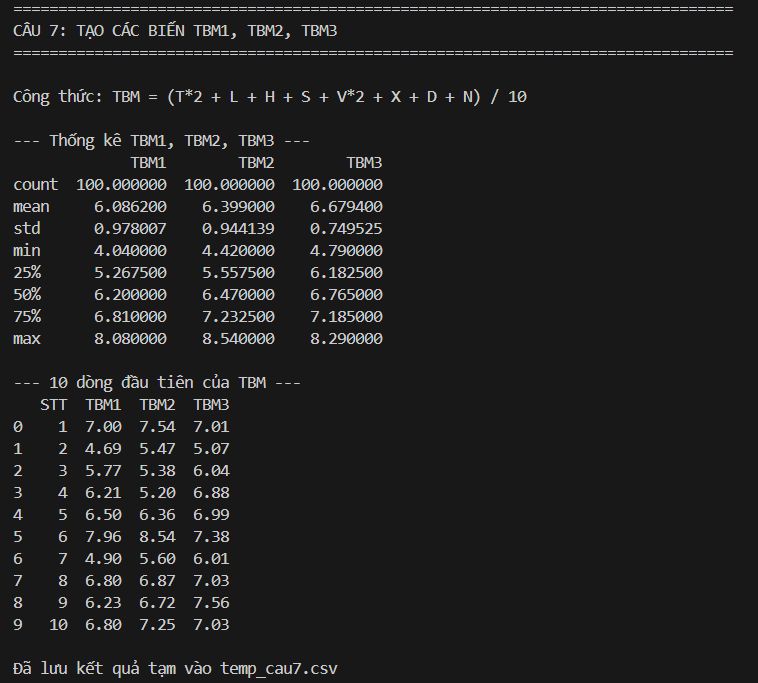 ================================================================================
CÂU 7: TẠO CÁC BIẾN TBM1, TBM2, TBM3
================================================================================
Công thức: TBM = (T*2 + L + H + S + V*2 + X + D + N) / 10
--- Thống kê TBM1, TBM2, TBM3 ---
TBM1 TBM2 TBM3
count 100.000000 100.000000 100.000000
mean 6.086200 6.399000 6.679400
std 0.978007 0.944139 0.749525
min 4.040000 4.420000 4.790000
25% 5.267500 5.557500 6.182500
50% 6.200000 6.470000 6.765000
75% 6.810000 7.232500 7.185000
max 8.080000 8.540000 8.290000
--- 10 dòng đầu tiên của TBM ---
STT TBM1 TBM2 TBM3
0 1 7.00 7.54 7.01
1 2 4.69 5.47 5.07
2 3 5.77 5.38 6.04
3 4 6.21 5.20 6.88
4 5 6.50 6.36 6.99
5 6 7.96 8.54 7.38
6 7 4.90 5.60 6.01
7 8 6.80 6.87 7.03
8 9 6.23 6.72 7.56
9 10 6.80 7.25 7.03
Đã lưu kết quả tạm vào temp_cau7.csv